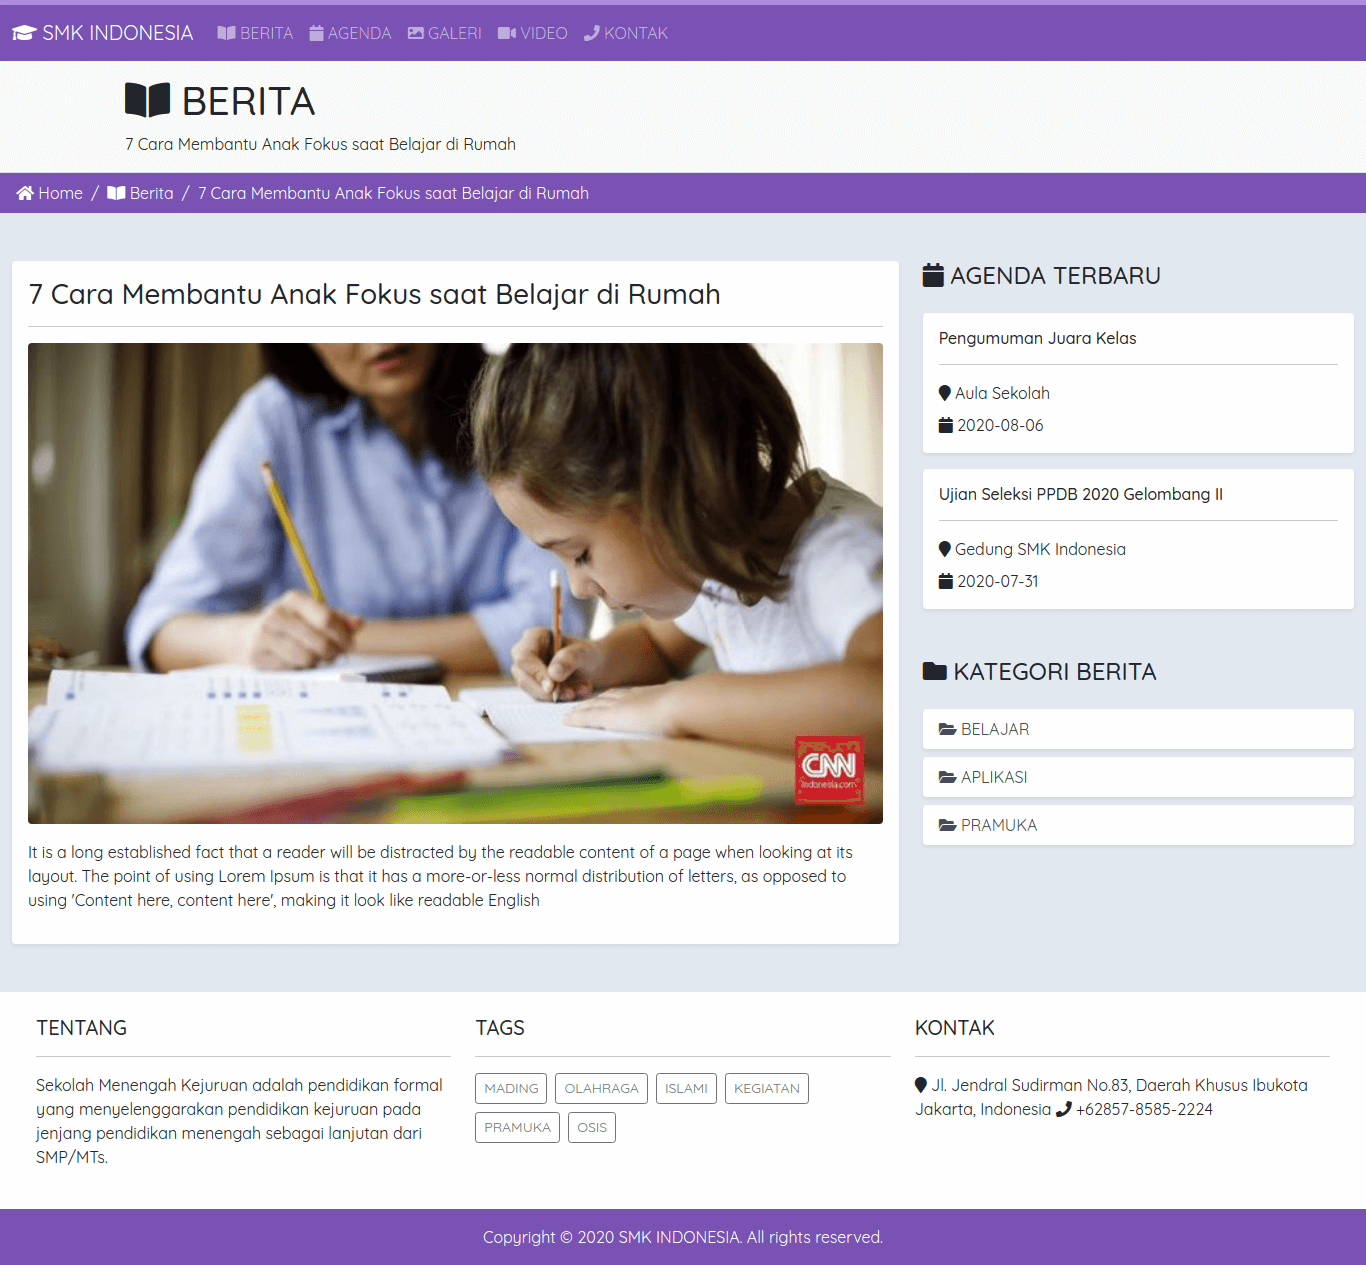 SMK INDONESIA BERITA AGENDA GALERI VIDEO KONTAK
BERITA
7 Cara Membantu Anak Fokus saat Belajar di Rumah
Home / Berita / 7 Cara Membantu Anak Fokus saat Belajar di Rumah
7 Cara Membantu Anak Fokus saat Belajar di Rumah
CNN
Indonesia.com
It is a long established fact that a reader will be distracted by the readable content of a page when looking at its
layout. The point of using Lorem Ipsum is that it has a more-or-less normal distribution of letters, as opposed to
using 'Content here, content here', making it look like readable English
AGENDA TERBARU
Pengumuman Juara Kelas
Aula Sekolah
2020-08-06
Ujian Seleksi PPDB 2020 Gelombang II
Gedung SMK Indonesia
2020-07-31
KATEGORI BERITA
BELAJAR
APLIKASI
PRAMUKA
TENTANG
Sekolah Menengah Kejuruan adalah pendidikan formal
yang menyelenggarakan pendidikan kejuruan pada
jenjang pendidikan menengah sebagai lanjutan dari
SMP/MTs.
TAGS
MADING OLAHRAGA ISLAMI KEGIATAN
PRAMUKA OSIS
KONTAK
Jl. Jendral Sudirman No.83, Daerah Khusus Ibukota
Jakarta, Indonesia +62857-8585-2224
Copyright © 2020 SMK INDONESIA. All rights reserved.